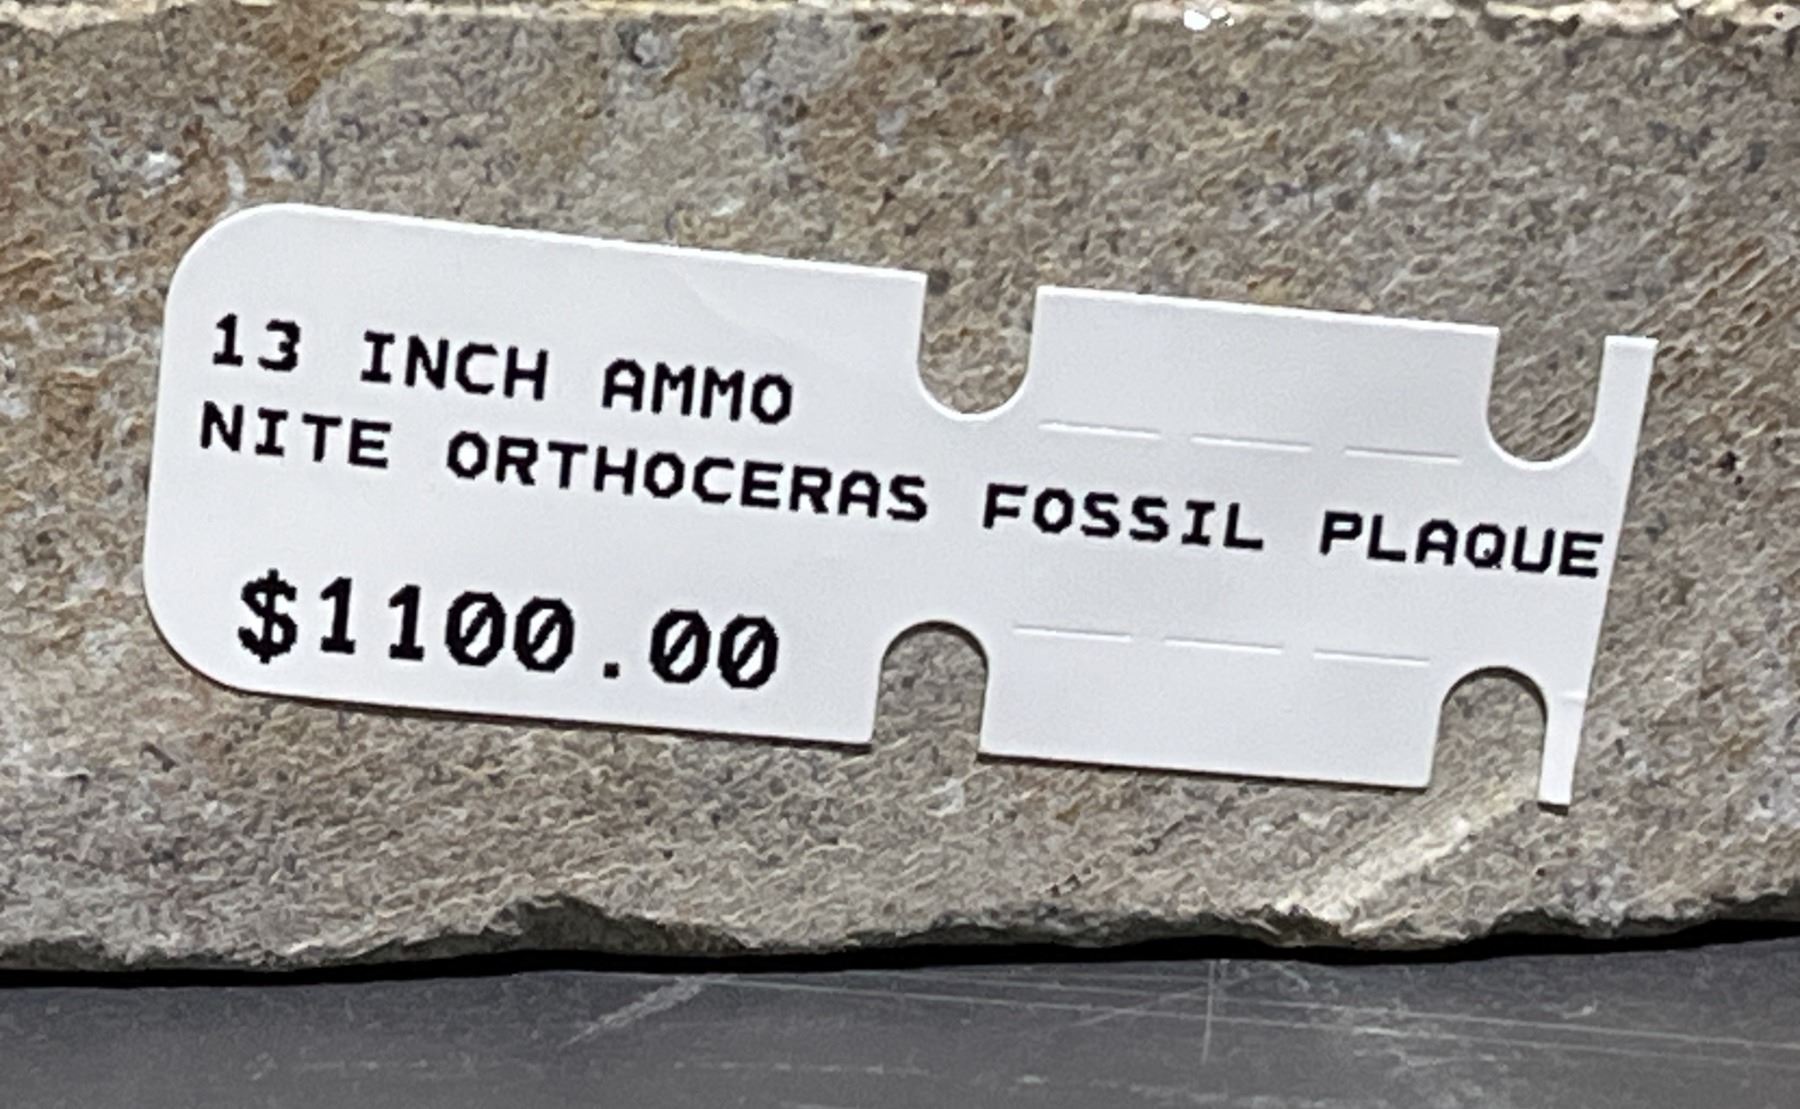 13 INCH AMMO
NITE ORTHOCERAS FOSSIL PLAQUE
$1100.00